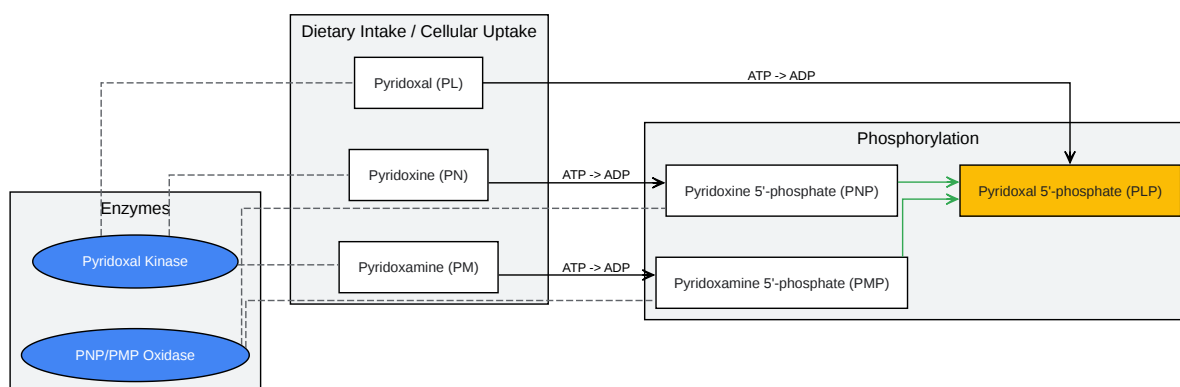 Dietary Intake / Cellular Uptake
Pyridoxal (PL)
ATP -> ADP
Phosphorylation
Pyridoxine (PN)
ATP -> ADP
Pyridoxine 5'-phosphate (PNP)
Pyridoxal 5'-phosphate (PLP)
Enzymes
Pyridoxal Kinase
Pyridoxamine (PM)
ATP -> ADP
Pyridoxamine 5'-phosphate (PMP)
PNP/PMP Oxidase